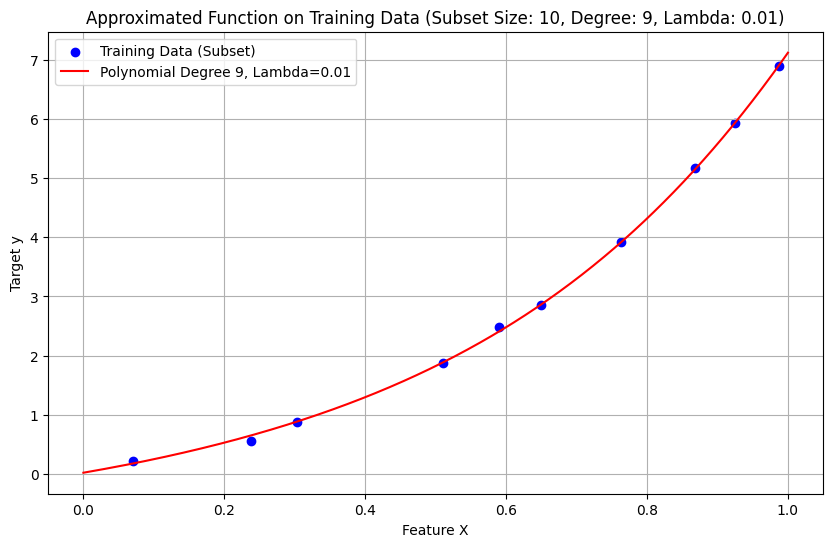 Approximated Function on Training Data (Subset Size: 10, Degree: 9, Lambda: 0.01)
Training Data (Subset)
Polynomial Degree 9, Lambda=0.01
Target y
7
6
5
4
3
2
1
0
0.0 0.2 0.4 0.6 0.8 1.0
Feature X